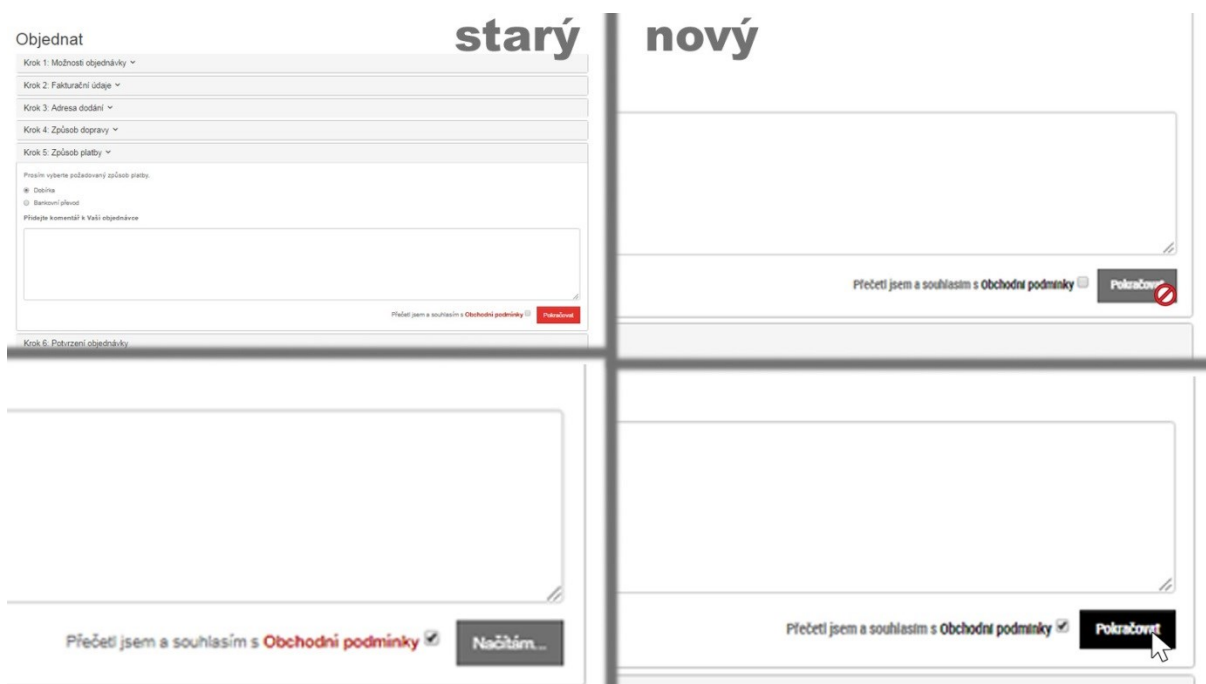 starý
nový
Objednat
Krok 1: Možnosti objednávky
Krok 2: Fakturační údaje
Krok 3: Adresa dodání
Krok 4: Způsob dopravy
Krok 5: Způsob platby
Prosím vyberte požadovaný způsob platby.
Dobírka
Bankovní převod
Přidejte komentář k Vaší objednávce
Přečetl jsem a souhlasím s Obchodní podmínky
Pokračovat
Krok 6: Potvrzení objednávky
Přečetl jsem a souhlasím s Obchodní podmínky
Pokračovat
Přečetl jsem a souhlasím s Obchodní podmínky
Načítám...
Přečetl jsem a souhlasím s Obchodní podmínky
Pokračovat